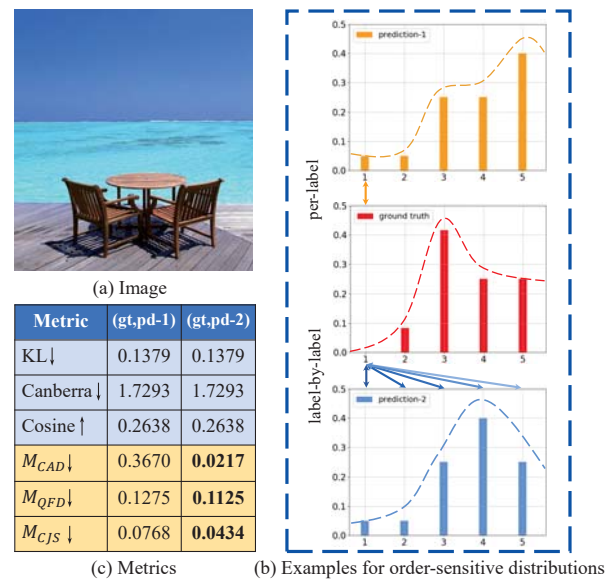 (a) Image
Metric (gt,pd-1) (gt,pd-2)
KL↓ 0.1379 0.1379
Canberra↓ 1.7293 1.7293
Cosine↑ 0.2638 0.2638
M_CAD↓ 0.3670 0.0217
M_QFD↓ 0.1275 0.1125
M_CJS↓ 0.0768 0.0434
(c) Metrics
per-label
label-by-label
prediction-1
0.5
0.4
0.3
0.2
0.1
0.0
1 2 3 4 5
ground truth
0.5
0.4
0.3
0.2
0.1
0.0
1 2 3 4 5
prediction-2
0.5
0.4
0.3
0.2
0.1
0.0
1 2 3 4 5
(b) Examples for order-sensitive distributions